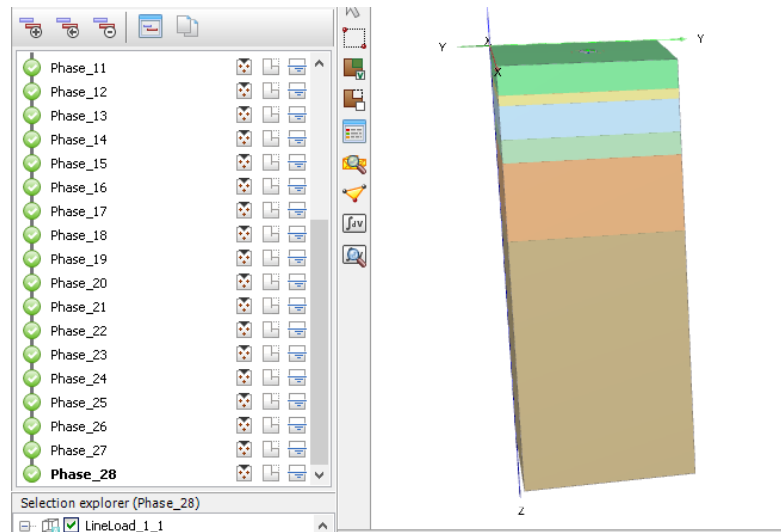 Phase_11
Phase_12
Phase_13
Phase_14
Phase_15
Phase_16
Phase_17
Phase_18
Phase_19
Phase_20
Phase_21
Phase_22
Phase_23
Phase_24
Phase_25
Phase_26
Phase_27
Phase_28
Selection explorer (Phase_28)
LineLoad_1_1
∫dV
Y
X
Y
X
Z